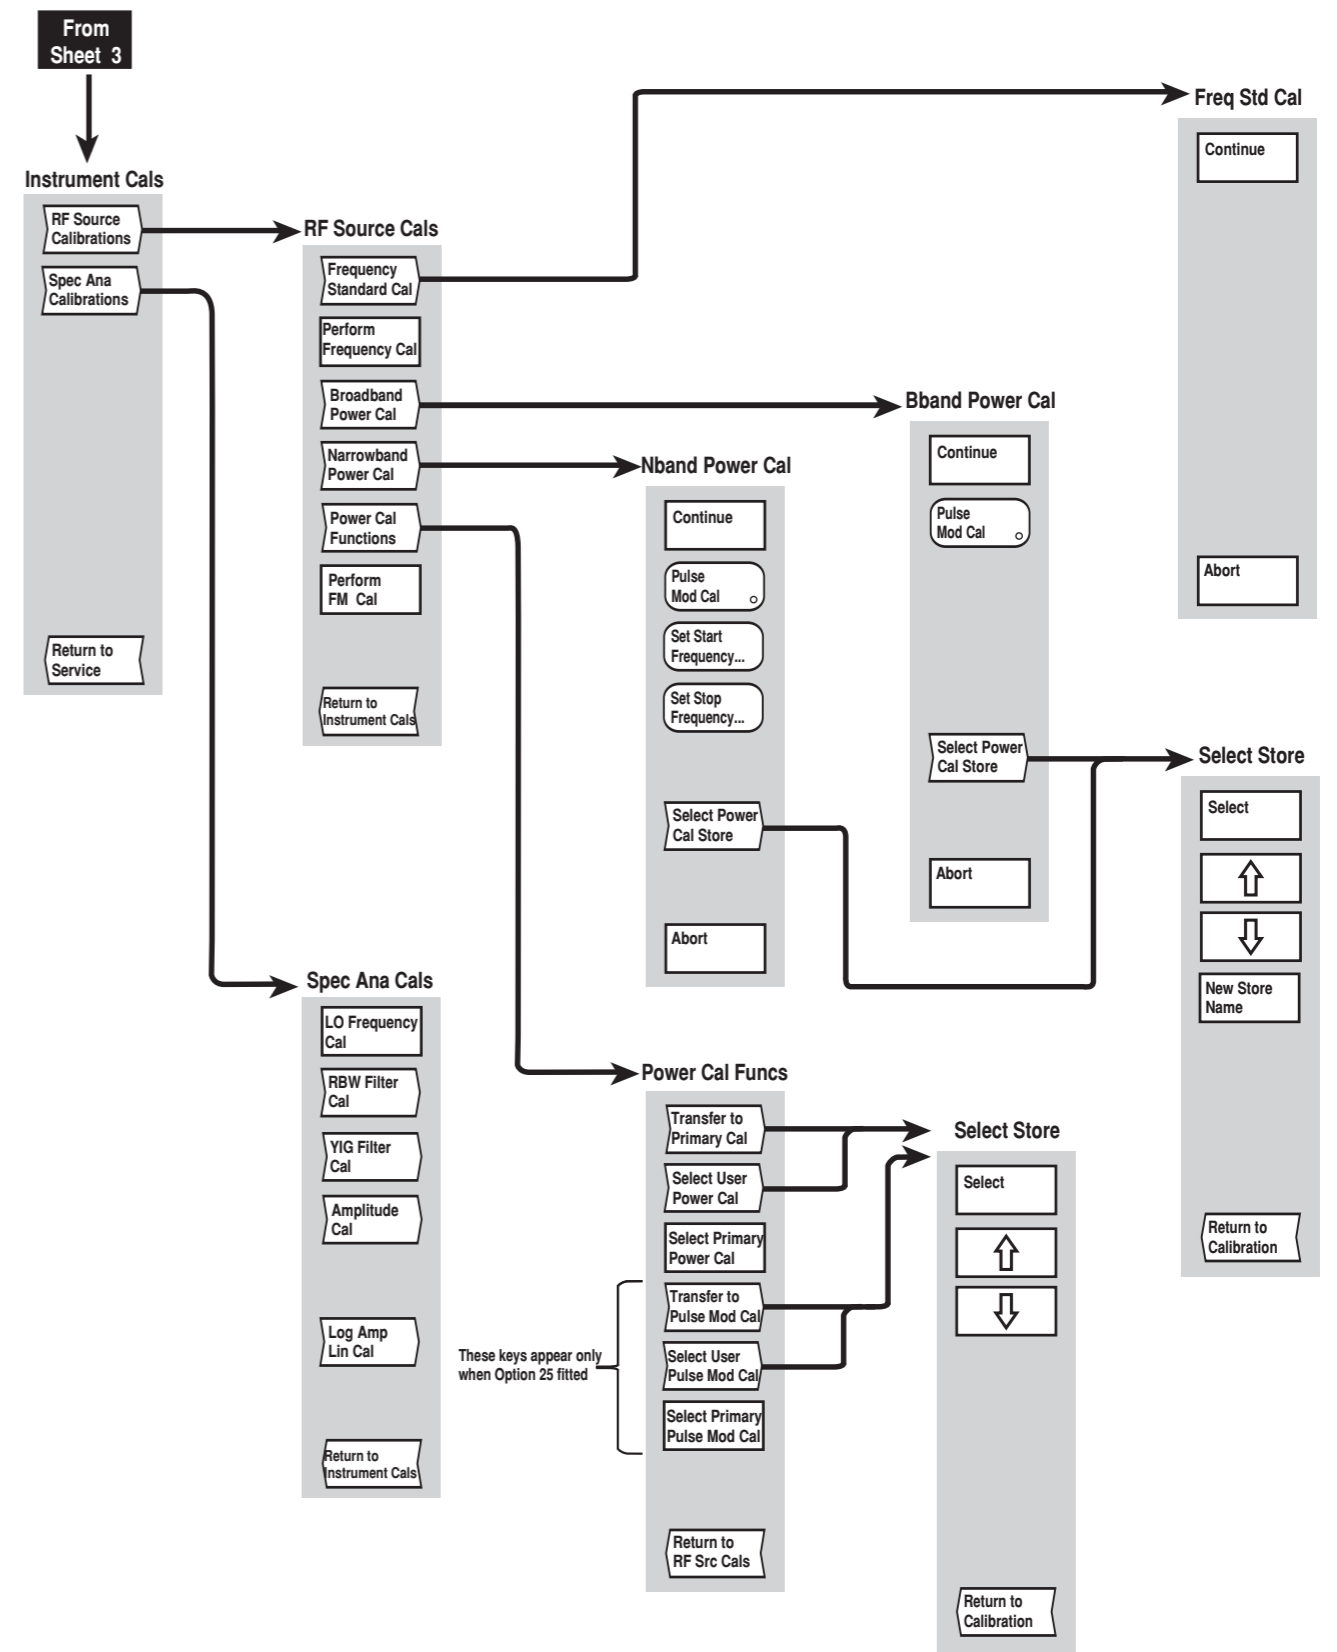 From
Sheet 3
Instrument Cals
RF Source
Calibrations
Spec Ana
Calibrations
Return to
Service
RF Source Cals
Frequency
Standard Cal
Perform
Frequency Cal
Broadband
Power Cal
Narrowband
Power Cal
Power Cal
Functions
Perform
FM Cal
Return to
Instrument Cals
Freq Std Cal
Continue
Abort
Bband Power Cal
Continue
Pulse
Mod Cal
Select Power
Cal Store
Abort
Nband Power Cal
Continue
Pulse
Mod Cal
Set Start
Frequency...
Set Stop
Frequency...
Select Power
Cal Store
Abort
Select Store
Select
New Store
Name
Return to
Calibration
Spec Ana Cals
LO Frequency
Cal
RBW Filter
Cal
YIG Filter
Cal
Amplitude
Cal
Log Amp
Lin Cal
Return to
Instrument Cals
Power Cal Funcs
Transfer to
Primary Cal
Select User
Power Cal
Select Primary
Power Cal
Transfer to
Pulse Mod Cal
Select User
Pulse Mod Cal
Select Primary
Pulse Mod Cal
Return to
RF Src Cals
These keys appear only
when Option 25 fitted
Select Store
Select
Return to
Calibration